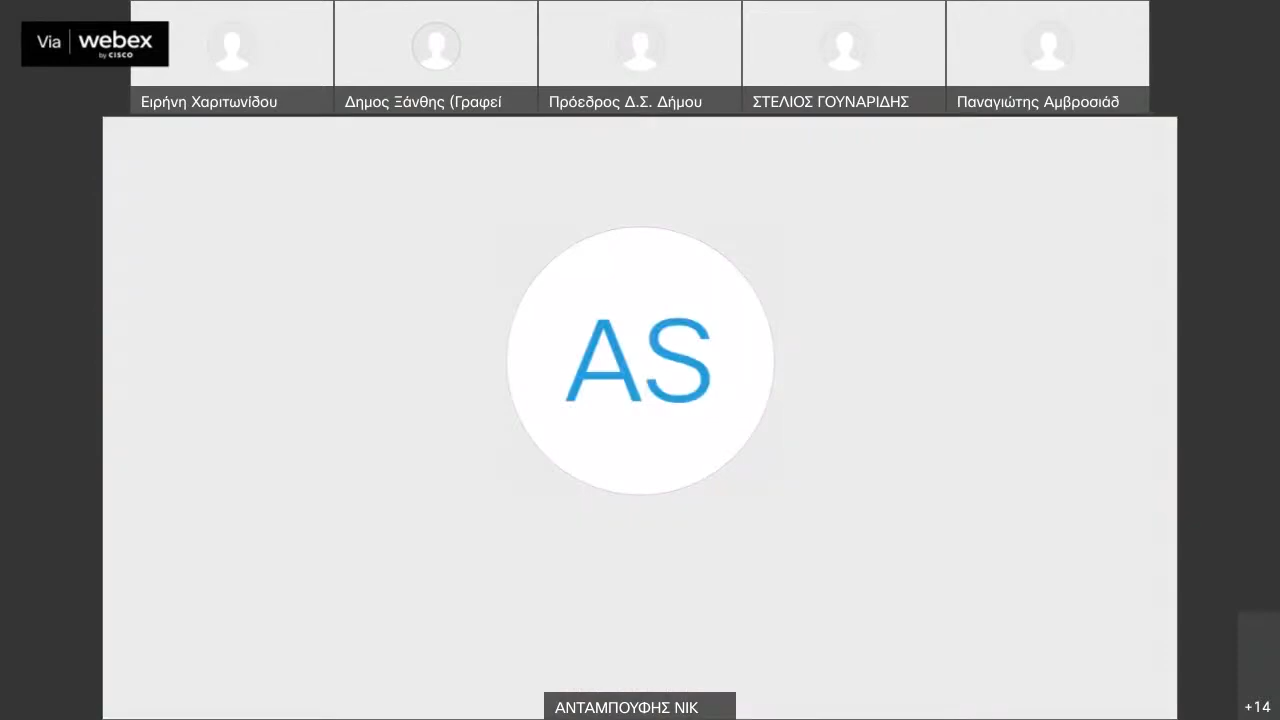 Via webex
by CISCO
Ειρήνη Χαριτωνίδου
Δημος Ξάνθης (Γραφεί
Πρόεδρος Δ.Σ. Δήμου
ΣΤΕΛΙΟΣ ΓΟΥΝΑΡΙΔΗΣ
Παναγιώτης Αμβροσιάδ
AS
ΑΝΤΑΜΠΟΥΦΗΣ ΝΙΚ
+14